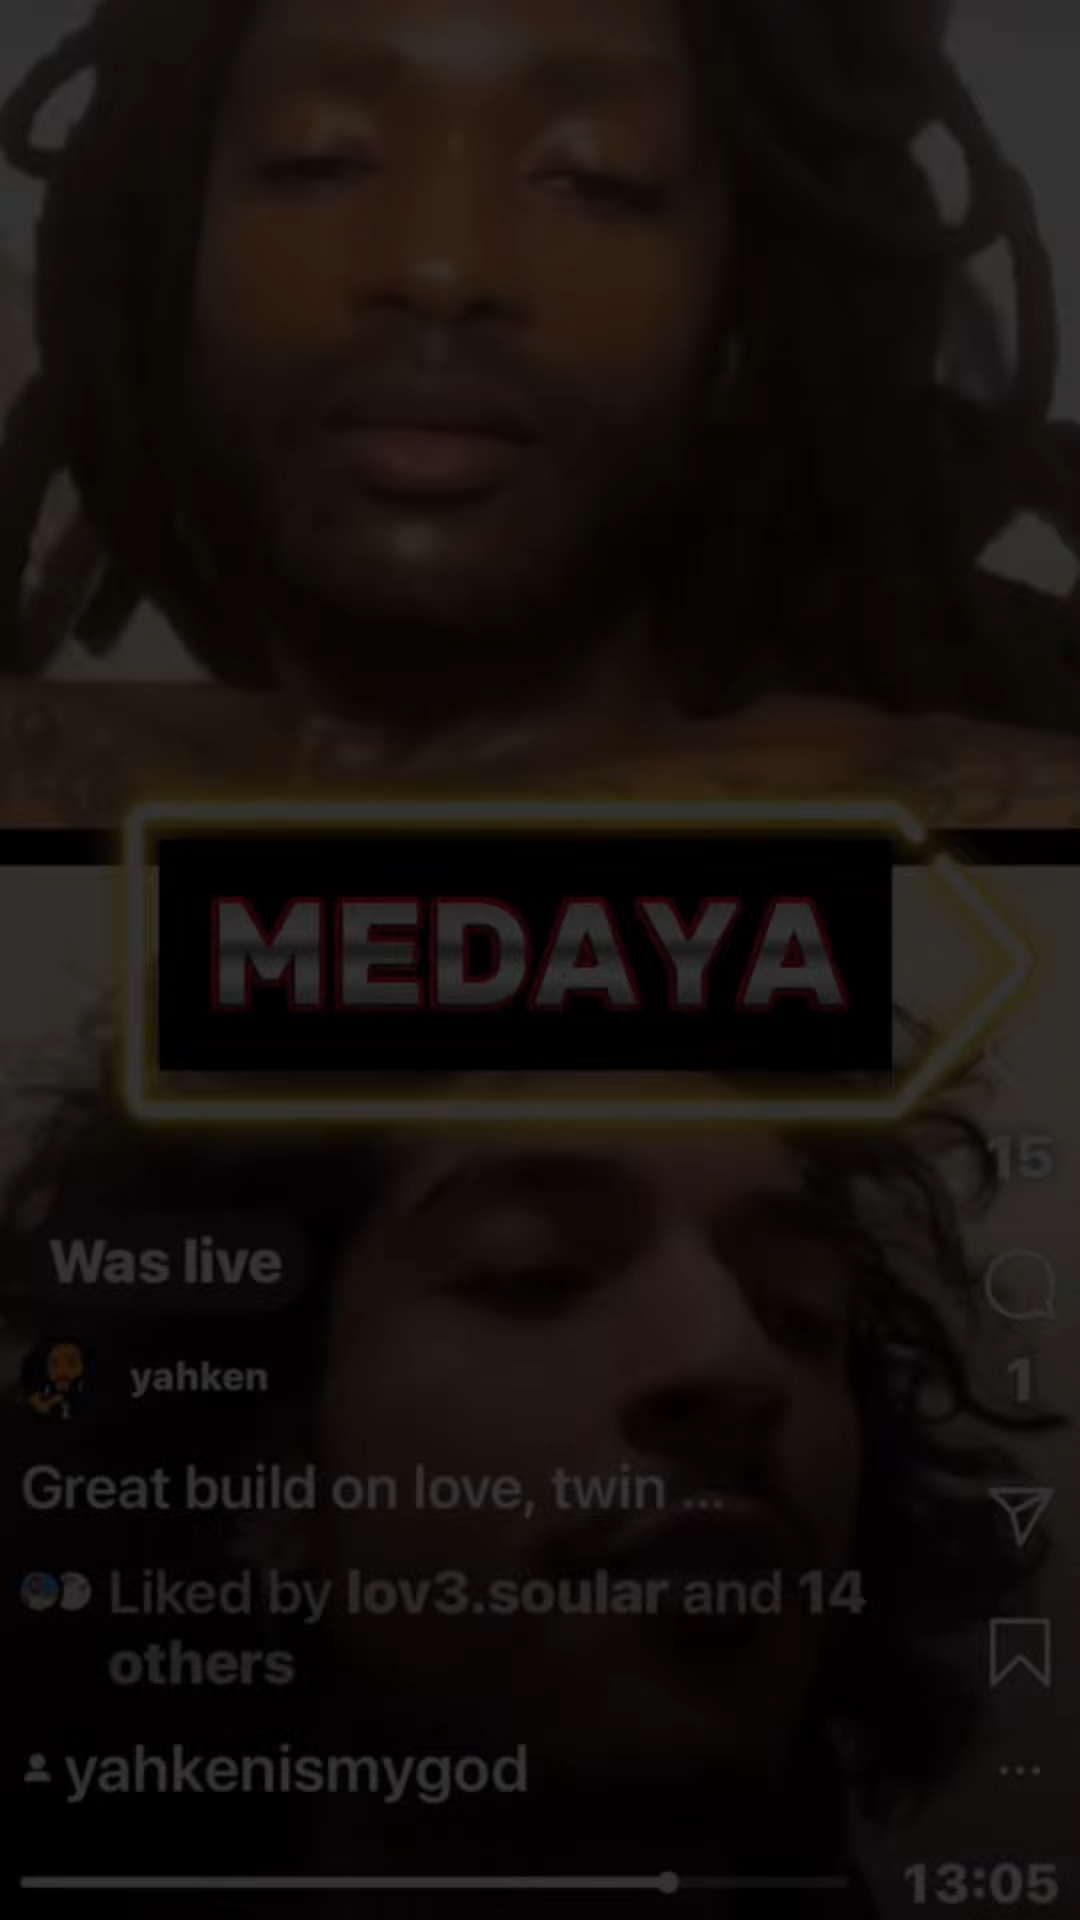 MEDAYA
15
Was live
yahken
1
Great build on love, twin ...
Liked by lov3.soular and 14
others
yahkenismygod
13:05